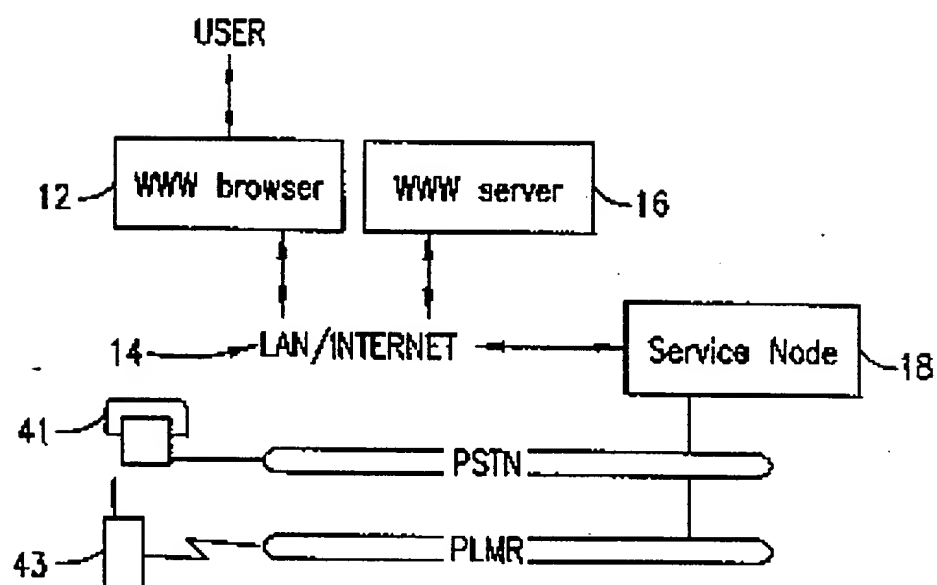 USER
12
WWW browser
WWW server
16
14
LAN/INTERNET
Service Node
18
41
PSTN
43
PLMR